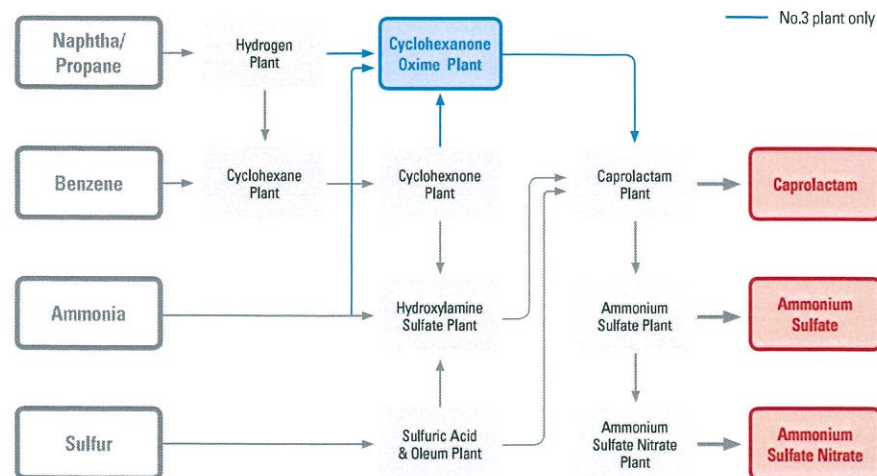 No.3 plant only
Naphtha/
Propane
Hydrogen
Plant
Cyclohexanone
Oxime Plant
Benzene
Cyclohexane
Plant
Cyclohexnone
Plant
Caprolactam
Plant
Caprolactam
Ammonia
Hydroxylamine
Sulfate Plant
Ammonium
Sulfate Plant
Ammonium
Sulfate
Sulfur
Sulfuric Acid
& Oleum Plant
Ammonium
Sulfate Nitrate
Plant
Ammonium
Sulfate Nitrate